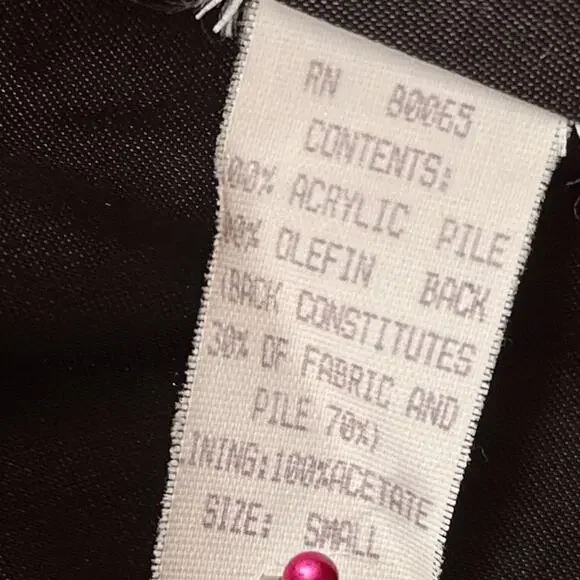 RN 80065
CONTENTS:
00% ACRYLIC PILE
00% OLEFIN BACK
(BACK CONSTITUTES
30% OF FABRIC AND
PILE 70%)
INING:100%ACETATE
SIZE: SMALL